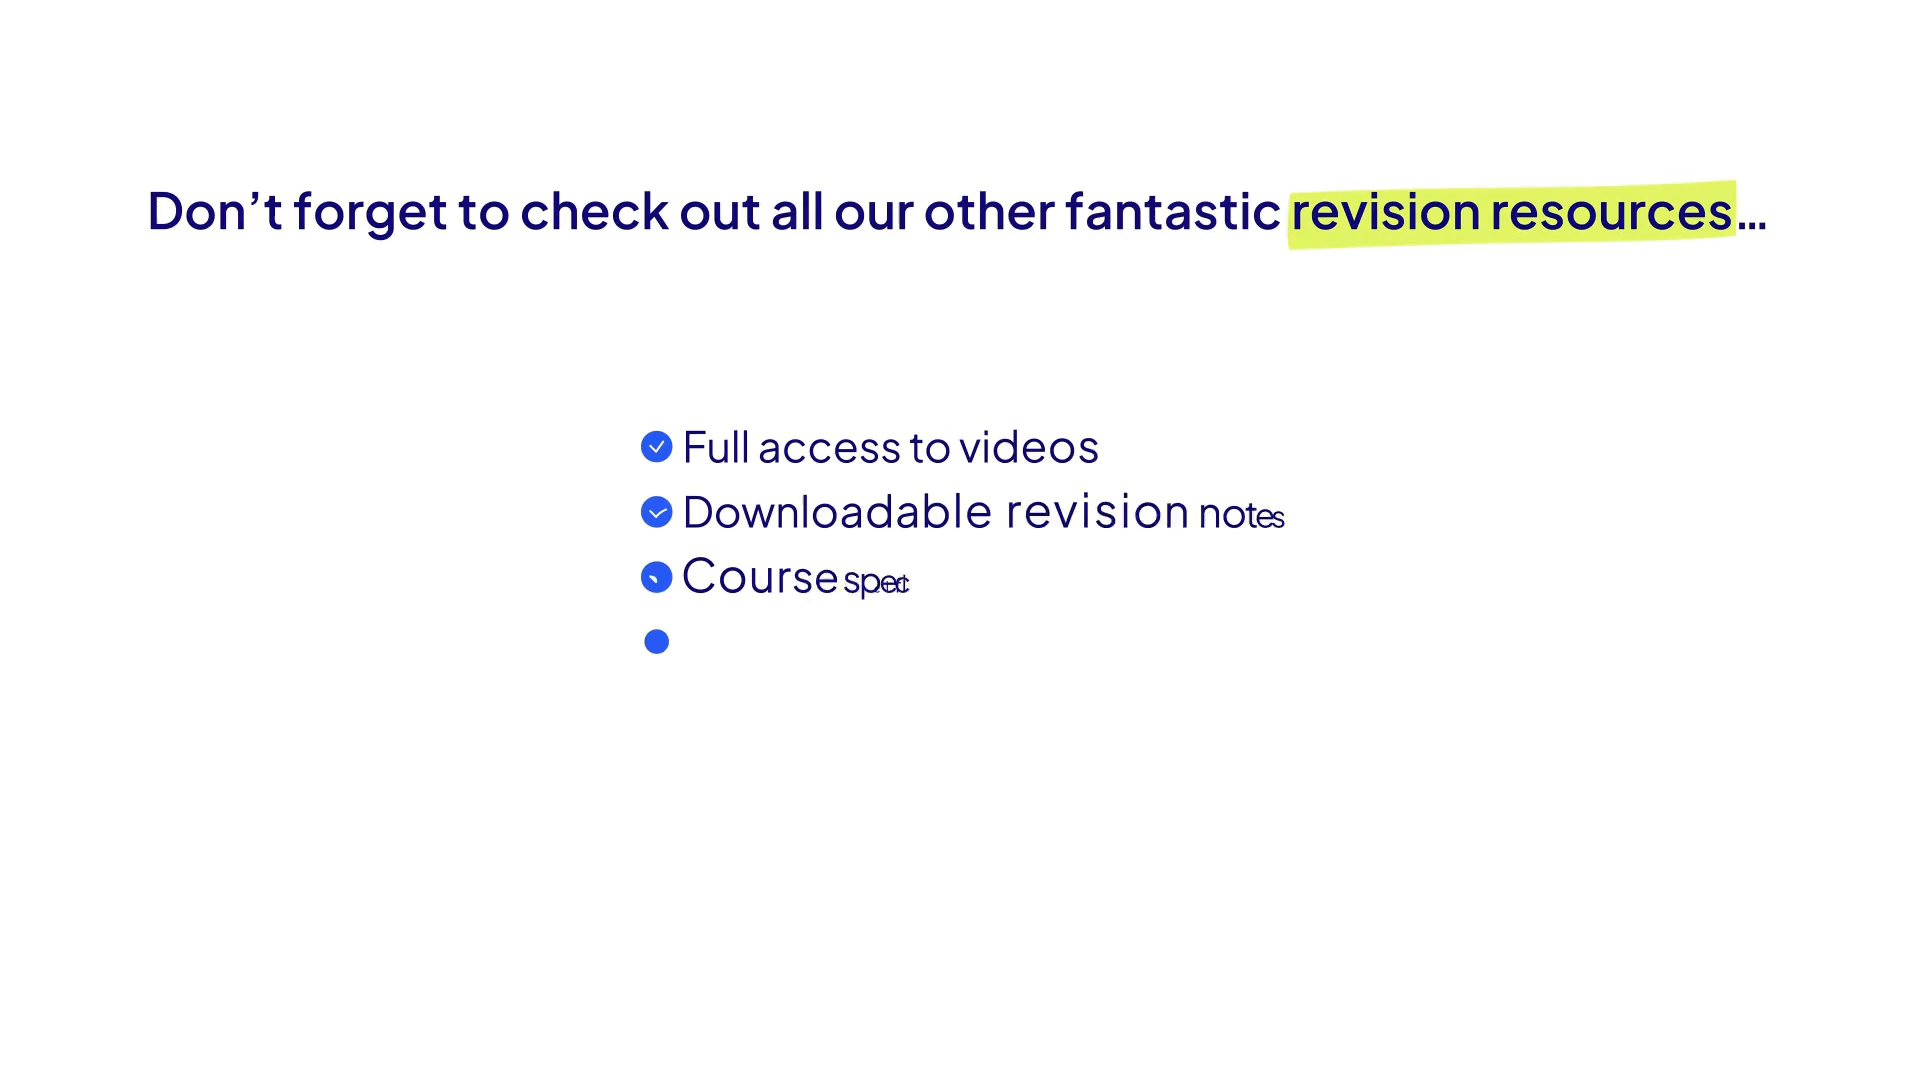 Don’t forget to check out all our other fantastic revision resources...
Full access to videos
Downloadable revision notes
Course